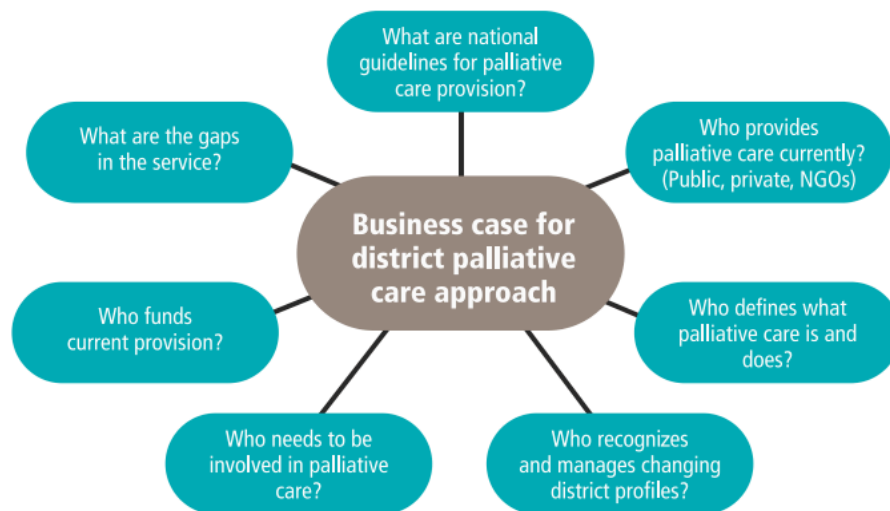 What are national
guidelines for palliative
care provision?
What are the gaps
in the service?
Who provides
palliative care currently?
(Public, private, NGOs)
Business case for
district palliative
care approach
Who funds
current provision?
Who defines what
palliative care is and
does?
Who needs to be
involved in palliative
care?
Who recognizes
and manages changing
district profiles?